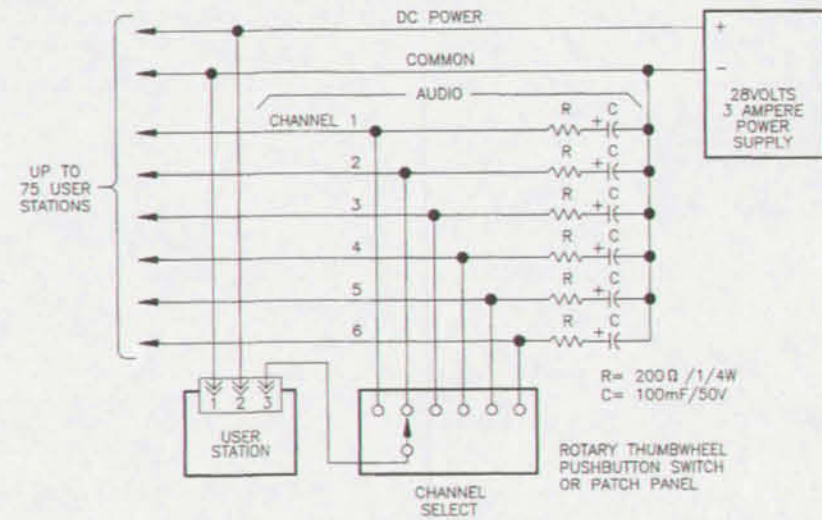 DC POWER
+
COMMON
−
28VOLTS
3 AMPERE
POWER
SUPPLY
AUDIO
CHANNEL 1
R
+
C
2
R
+
C
UP TO
75 USER
STATIONS
3
R
+
C
4
R
+
C
5
R
+
C
6
R
+
C
R= 200Ω/1/4W
C= 100mF/50V
1 2 3
USER
STATION
ROTARY THUMBWHEEL
PUSHBUTTON SWITCH
OR PATCH PANEL
CHANNEL
SELECT